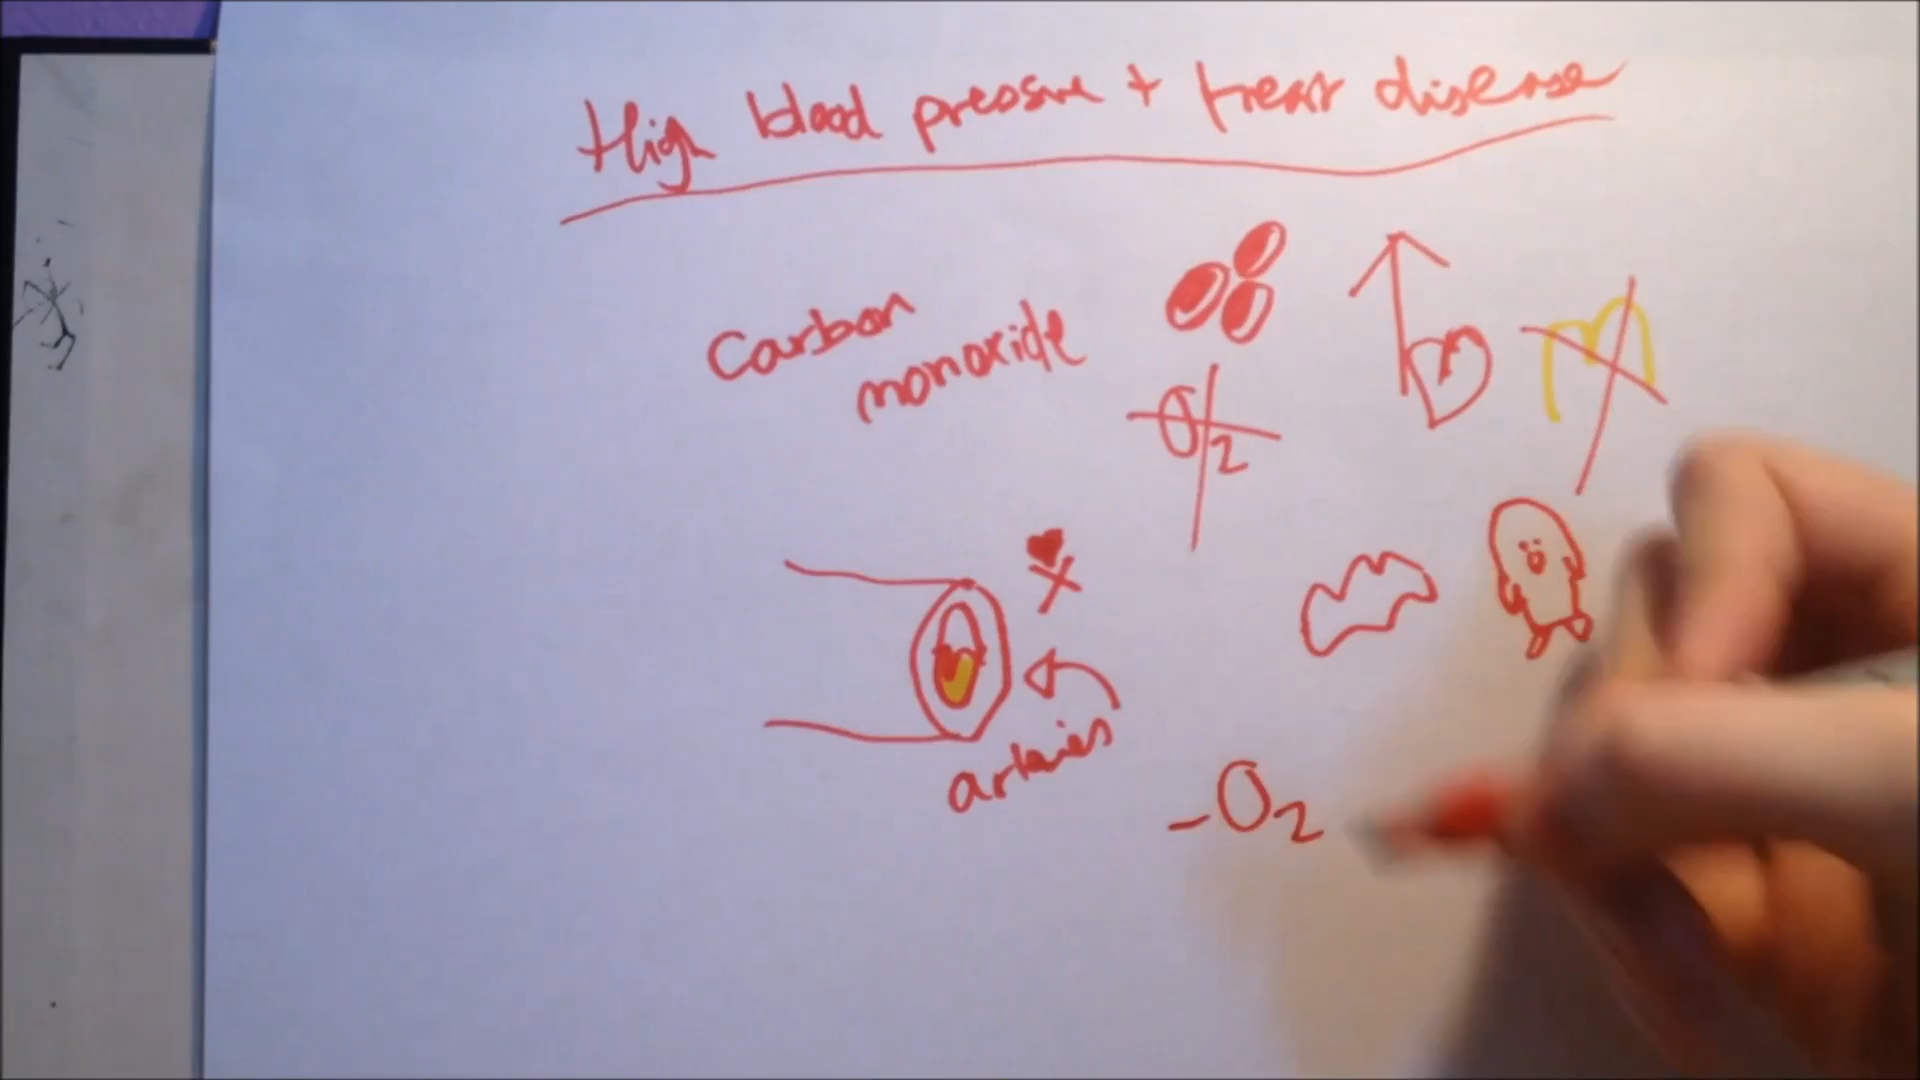 High blood pressure + heart disease
Carbon
monoxide
O2
arteries
-O2